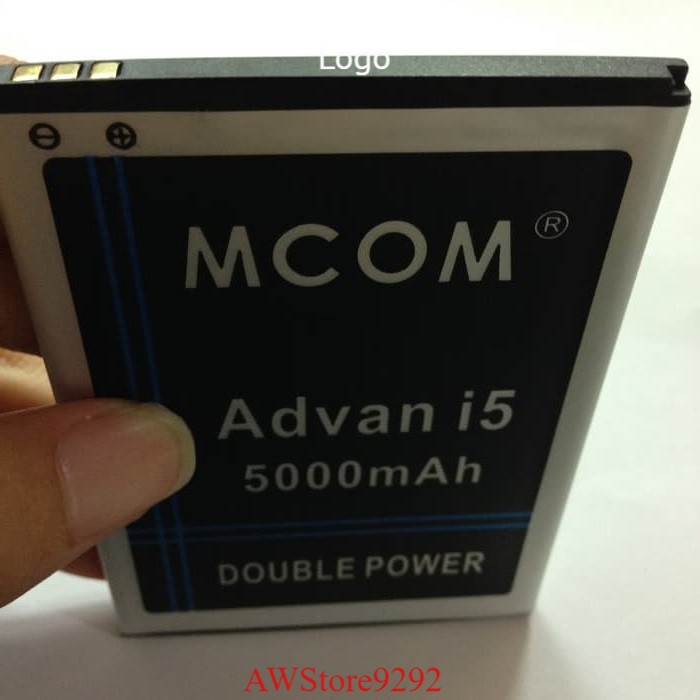 Logo
MCOM ®
Advan i5
5000mAh
DOUBLE POWER
AWStore9292